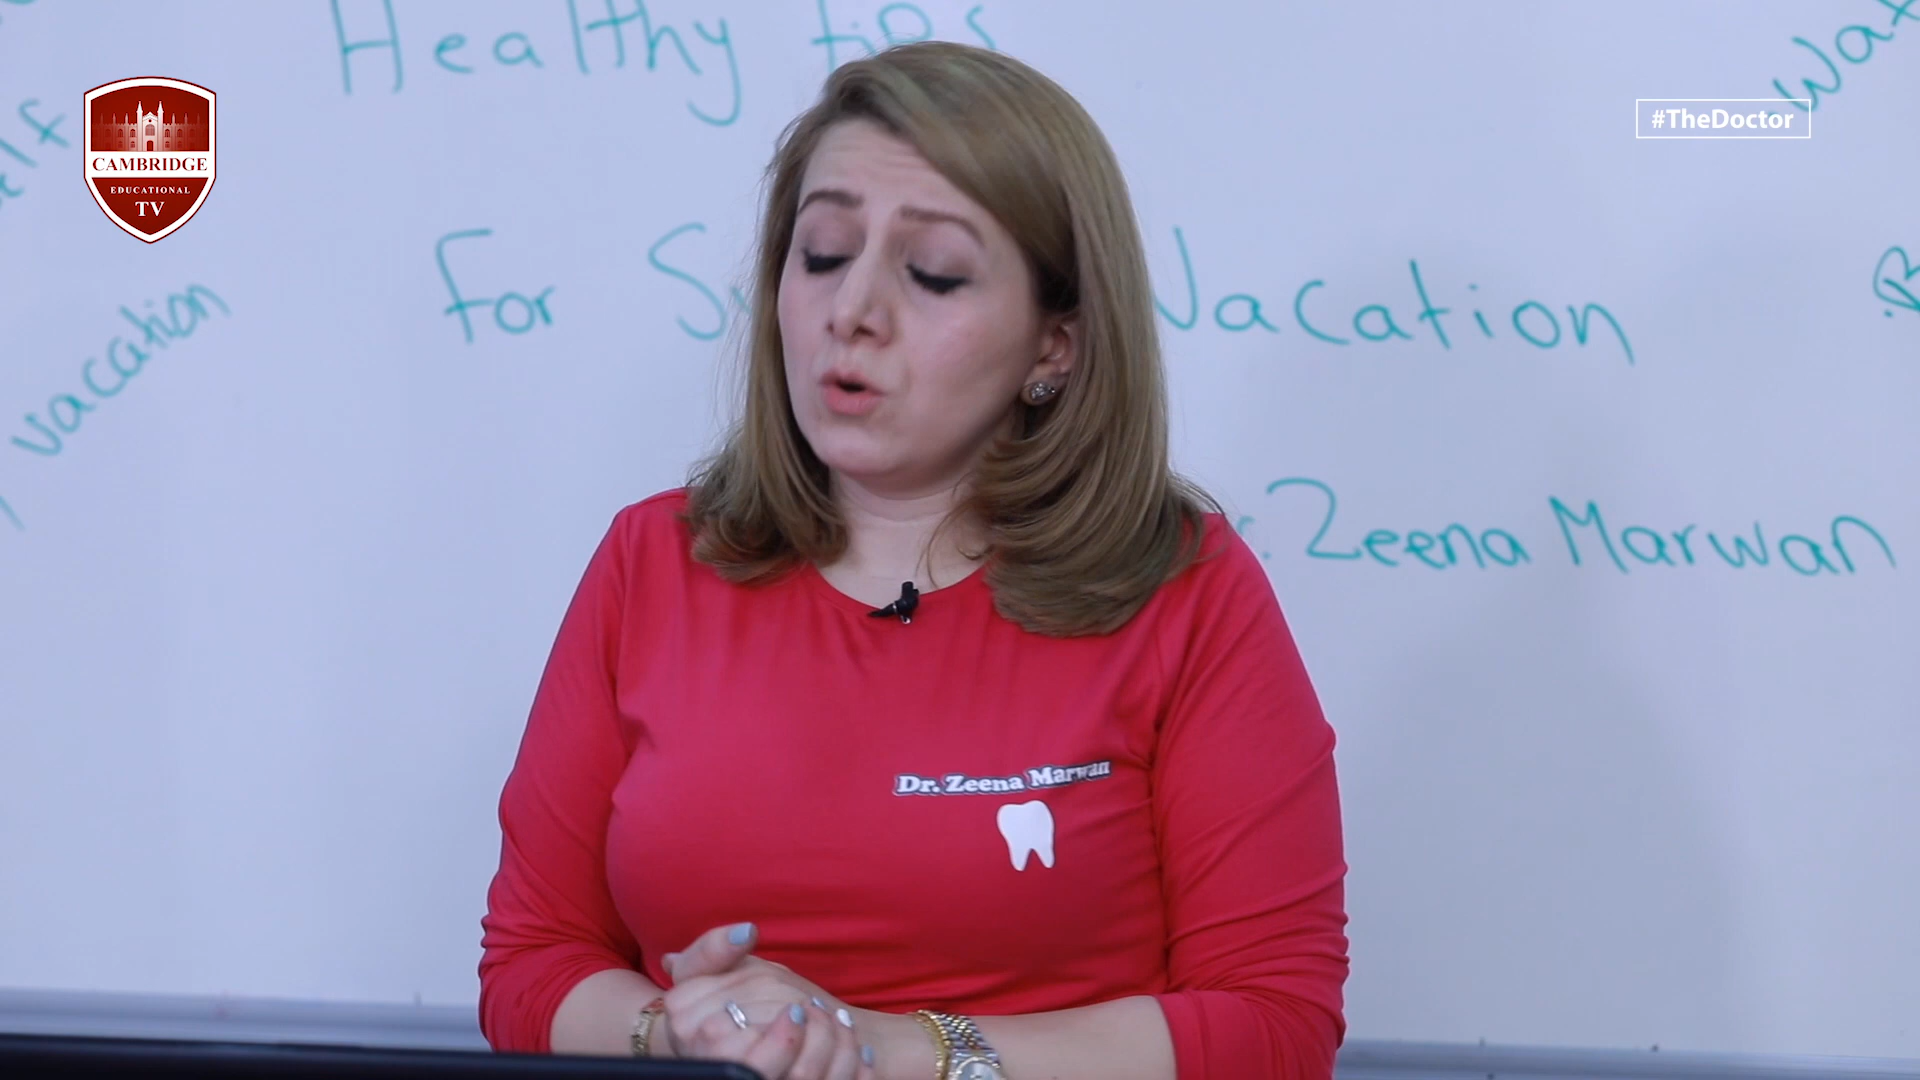 Healthy tips
For Vacation
Zeena Marwan
vacation
CAMBRIDGE
EDUCATIONAL
TV
#TheDoctor
Dr. Zeena Marwan